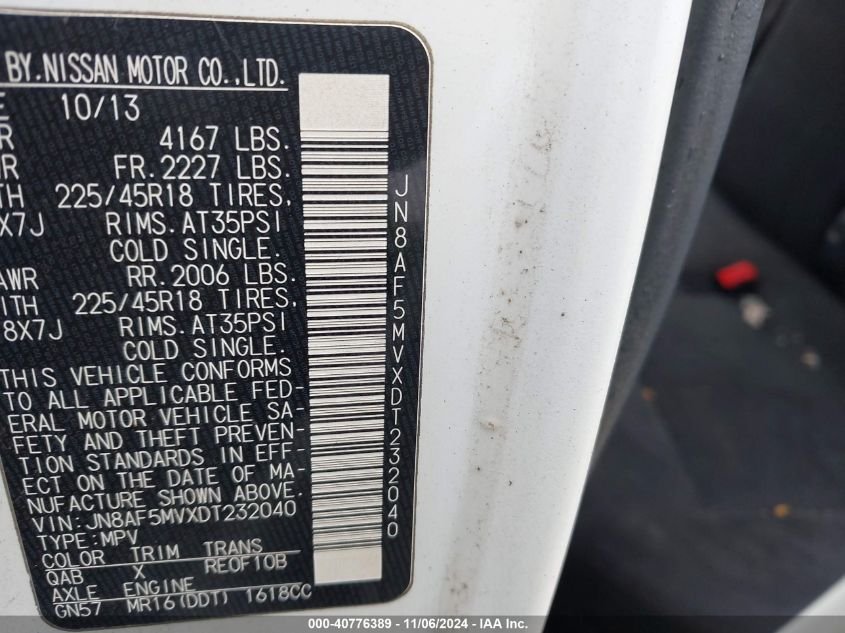 BY.NISSAN MOTOR CO.,LTD.
E 10/13
R 4167 LBS.
WR FR.2227 LBS.
ITH 225/45R18 TIRES,
X7J RIMS.AT35PSI
COLD SINGLE.
AWR RR.2006 LBS.
ITH 225/45R18 TIRES,
8X7J RIMS.AT35PSI
COLD SINGLE.
THIS VEHICLE CONFORMS
TO ALL APPLICABLE FED-
ERAL MOTOR VEHICLE SA-
FETY AND THEFT PREVEN-
TION STANDARDS IN EFF-
ECT ON THE DATE OF MA-
NUFACTURE SHOWN ABOVE.
VIN:JN8AF5MVXDT232040
TYPE:MPV
COLOR TRIM TRANS
QAB X RE0F10B
AXLE ENGINE
GN57 MR16(DDT) 1618CC
JN8AF5MVXDT232040
000-40776389 - 11/06/2024 - IAA Inc.